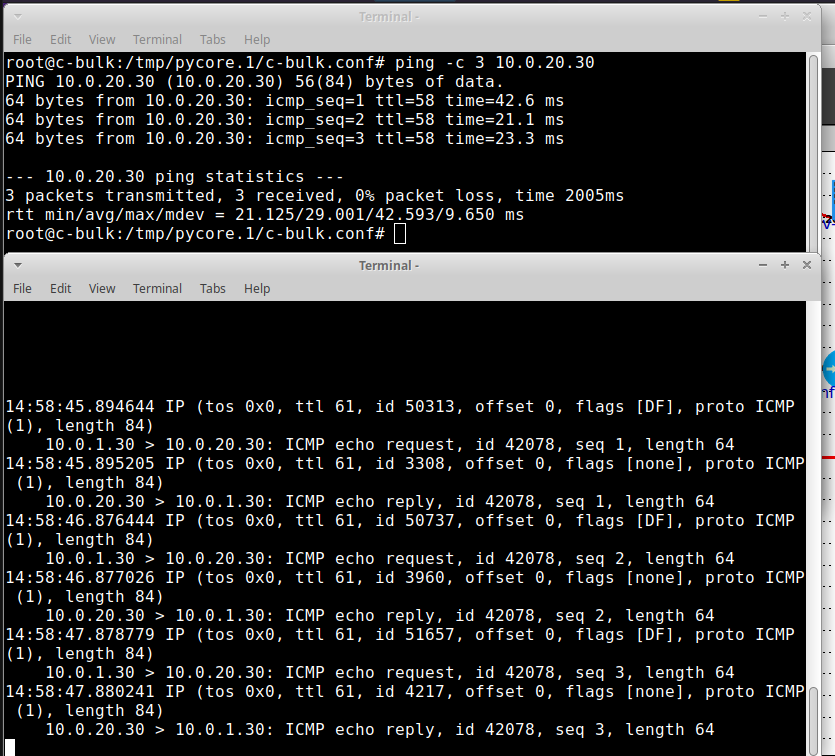 Terminal -
File Edit View Terminal Tabs Help
root@c-bulk:/tmp/pycore.1/c-bulk.conf# ping -c 3 10.0.20.30
PING 10.0.20.30 (10.0.20.30) 56(84) bytes of data.
64 bytes from 10.0.20.30: icmp_seq=1 ttl=58 time=42.6 ms
64 bytes from 10.0.20.30: icmp_seq=2 ttl=58 time=21.1 ms
64 bytes from 10.0.20.30: icmp_seq=3 ttl=58 time=23.3 ms
--- 10.0.20.30 ping statistics ---
3 packets transmitted, 3 received, 0% packet loss, time 2005ms
rtt min/avg/max/mdev = 21.125/29.001/42.593/9.650 ms
root@c-bulk:/tmp/pycore.1/c-bulk.conf#
Terminal -
File Edit View Terminal Tabs Help
14:58:45.894644 IP (tos 0x0, ttl 61, id 50313, offset 0, flags [DF], proto ICMP
(1), length 84)
10.0.1.30 > 10.0.20.30: ICMP echo request, id 42078, seq 1, length 64
14:58:45.895205 IP (tos 0x0, ttl 61, id 3308, offset 0, flags [none], proto ICMP
(1), length 84)
10.0.20.30 > 10.0.1.30: ICMP echo reply, id 42078, seq 1, length 64
14:58:46.876444 IP (tos 0x0, ttl 61, id 50737, offset 0, flags [DF], proto ICMP
(1), length 84)
10.0.1.30 > 10.0.20.30: ICMP echo request, id 42078, seq 2, length 64
14:58:46.877026 IP (tos 0x0, ttl 61, id 3960, offset 0, flags [none], proto ICMP
(1), length 84)
10.0.20.30 > 10.0.1.30: ICMP echo reply, id 42078, seq 2, length 64
14:58:47.878779 IP (tos 0x0, ttl 61, id 51657, offset 0, flags [DF], proto ICMP
(1), length 84)
10.0.1.30 > 10.0.20.30: ICMP echo request, id 42078, seq 3, length 64
14:58:47.880241 IP (tos 0x0, ttl 61, id 4217, offset 0, flags [none], proto ICMP
(1), length 84)
10.0.20.30 > 10.0.1.30: ICMP echo reply, id 42078, seq 3, length 64